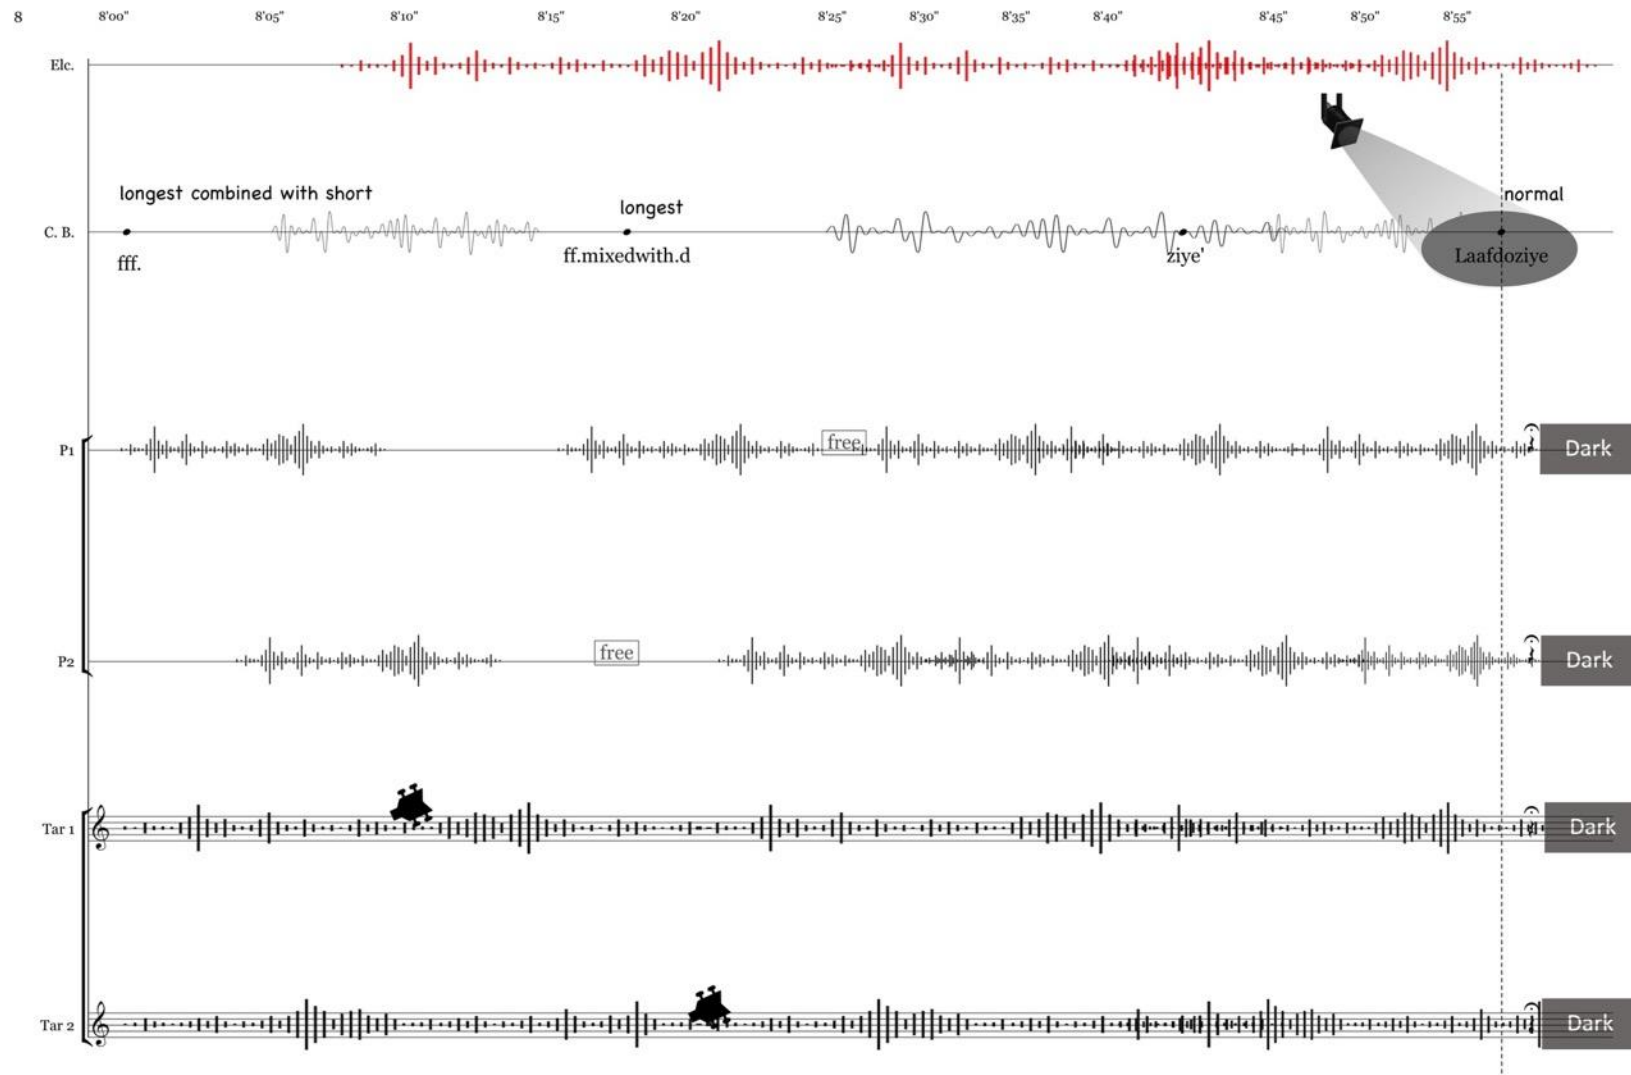 8 8'00" 8'05" 8'10" 8'15" 8'20" 8'25" 8'30" 8'35" 8'40" 8'45" 8'50" 8'55"
Elc.
longest combined with short
longest
normal
C. B.
fff.
ff.mixedwith.d
ziye'
Laafdoziye
P1
free
Dark
P2
free
Dark
Tar 1
Dark
Tar 2
Dark